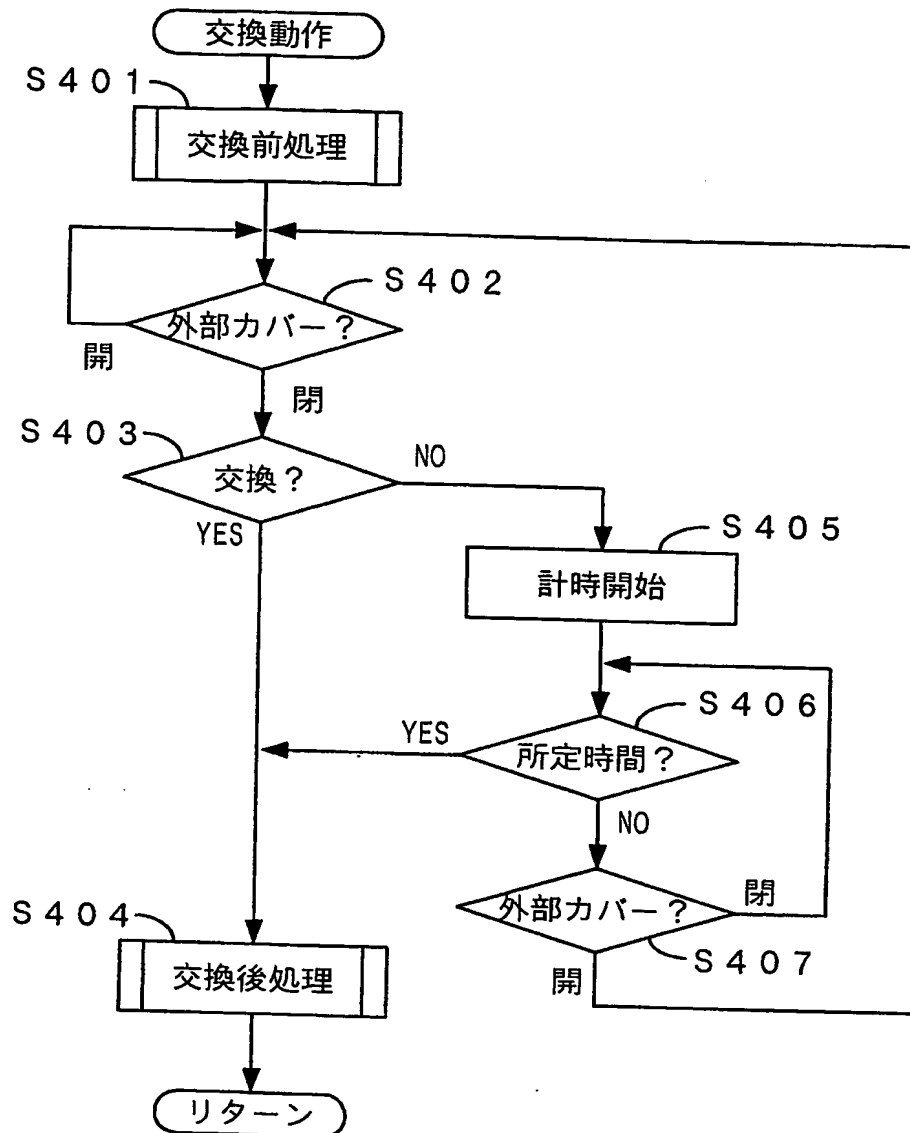 交換動作
S401
交換前処理
S402
外部カバー?
開
閉
S403
交換?
NO
YES
S405
計時開始
S406
所定時間?
YES
NO
外部カバー?
閉
S407
開
S404
交換後処理
リターン